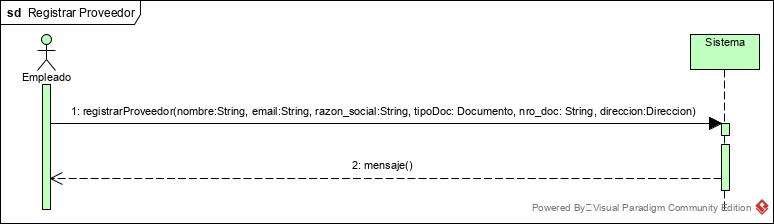 sd Registrar Proveedor
Empleado
Sistema
1: registrarProveedor(nombre:String, email:String, razon_social:String, tipoDoc: Documento, nro_doc: String, direccion:Direccion)
2: mensaje()
Powered By Visual Paradigm Community Edition